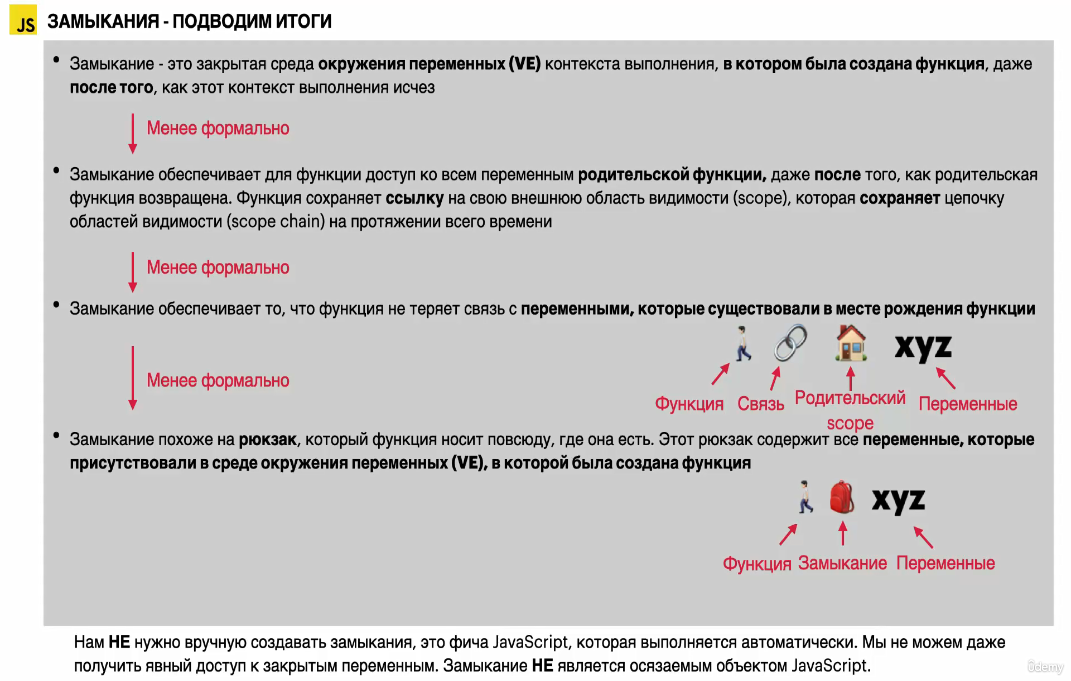 JS ЗАМЫКАНИЯ - ПОДВОДИМ ИТОГИ
• Замыкание - это закрытая среда окружения переменных (VE) контекста выполнения, в котором была создана функция, даже
после того, как этот контекст выполнения исчез
Менее формально
• Замыкание обеспечивает для функции доступ ко всем переменным родительской функции, даже после того, как родительская
функция возвращена. Функция сохраняет ссылку на свою внешнюю область видимости (scope), которая сохраняет цепочку
областей видимости (scope chain) на протяжении всего времени
Менее формально
• Замыкание обеспечивает то, что функция не теряет связь с переменными, которые существовали в месте рождения функции
xyz
Менее формально
Функция Связь Родительский Переменные
scope
• Замыкание похоже на рюкзак, который функция носит повсюду, где она есть. Этот рюкзак содержит все переменные, которые
присутствовали в среде окружения переменных (VE), в которой была создана функция
xyz
Функция Замыкание Переменные
Нам НЕ нужно вручную создавать замыкания, это фича JavaScript, которая выполняется автоматически. Мы не можем даже
получить явный доступ к закрытым переменным. Замыкание НЕ является осязаемым объектом JavaScript.
ûdemy